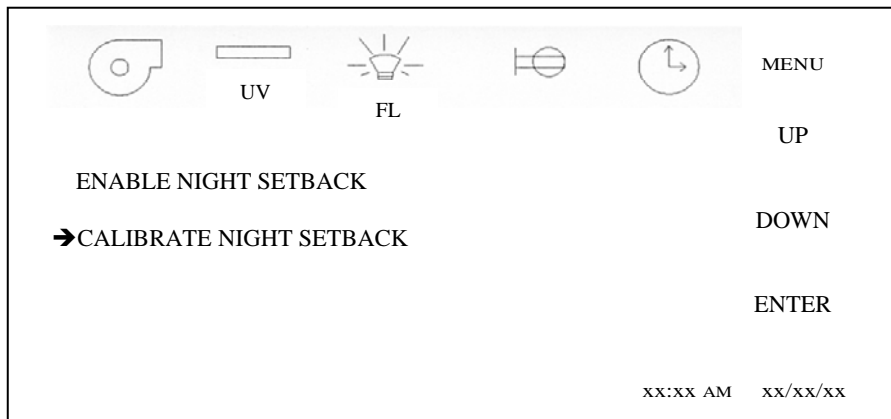 MENU
UV
FL
UP
ENABLE NIGHT SETBACK
➔CALIBRATE NIGHT SETBACK
DOWN
ENTER
xx:xx AM xx/xx/xx